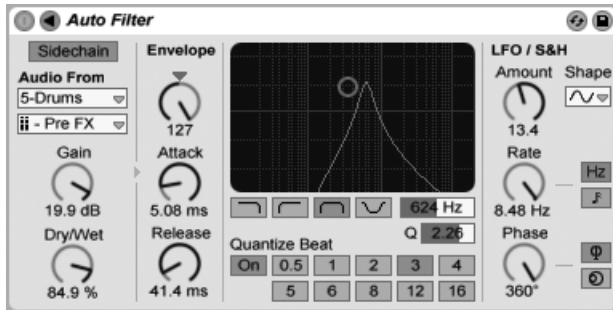 Auto Filter
Sidechain
Audio From
5-Drums
ii - Pre FX
Gain
19.9 dB
Dry/Wet
84.9 %
Envelope
127
Attack
5.08 ms
Release
41.4 ms
624 Hz
Q 2.26
Quantize Beat
On 0.5 1 2 3 4
5 6 8 12 16
LFO / S&H
Amount Shape
13.4
Rate
8.48 Hz
Hz
Phase
360°
Φ